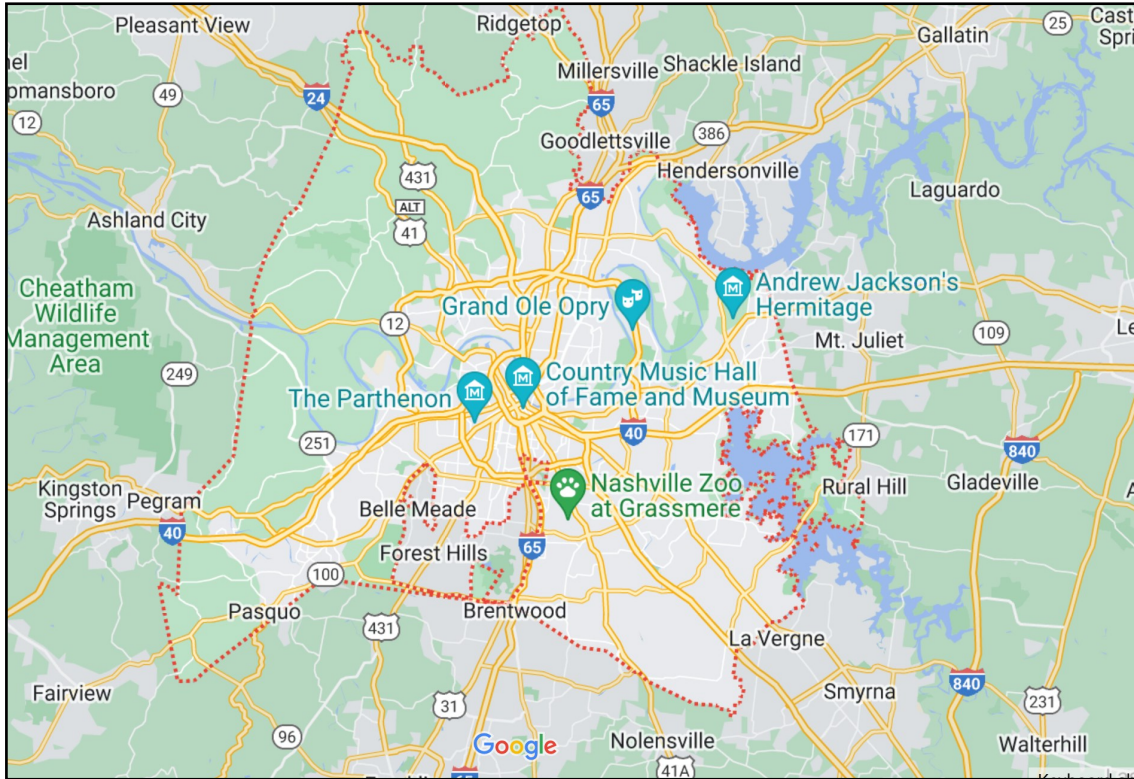 Pleasant View
Ridgetop
25
Cast
Spri
Gallatin
nel
Millersville
Shackle Island
pmansboro
49
24
65
12
386
Goodlettsville
Hendersonville
431
65
Laguardo
ALT
41
Ashland City
Cheatham
Wildlife
Management
Area
Andrew Jackson's
Hermitage
Grand Ole Opry
12
109
Le
Mt. Juliet
249
Country Music Hall
of Fame and Museum
The Parthenon
40
251
171
840
Kingston
Springs
Pegram
Belle Meade
Nashville Zoo
at Grassmere
Rural Hill
Gladeville
A
40
Forest Hills
65
100
Pasquo
Brentwood
431
La Vergne
Fairview
31
Smyrna
840
231
96
Google
Nolensville
Walterhill
65
41A